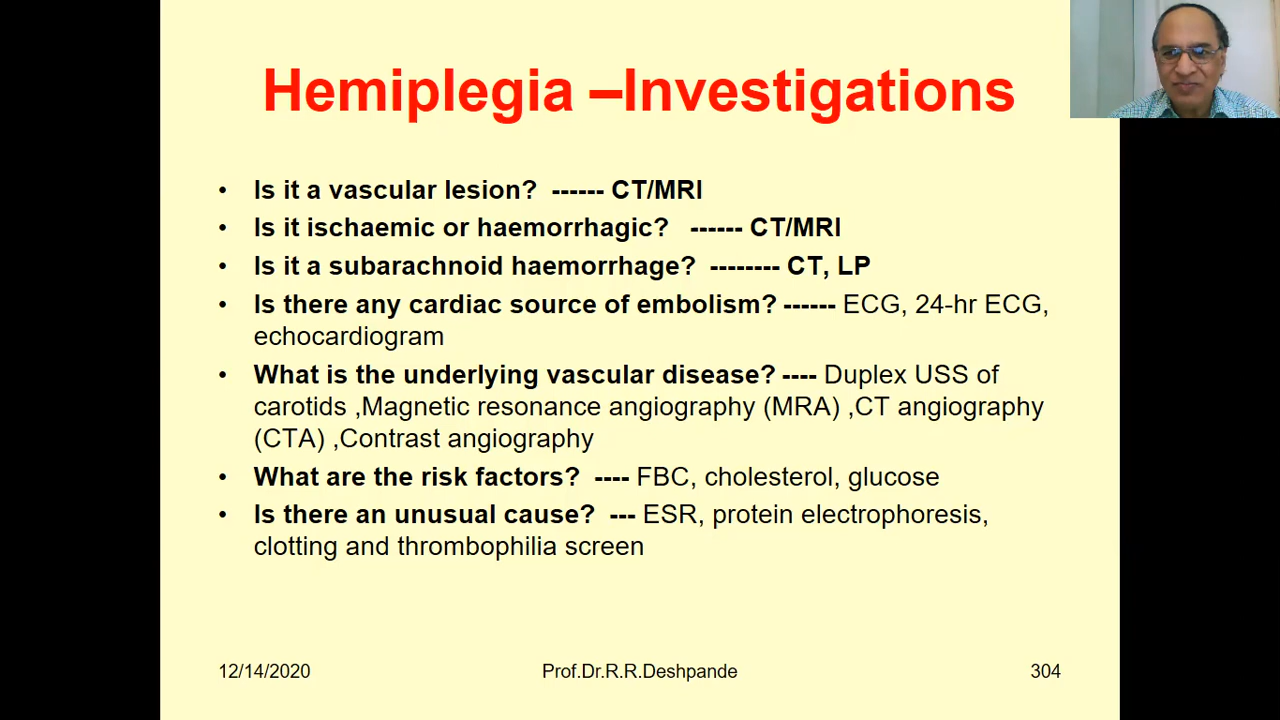 Hemiplegia –Investigations
• Is it a vascular lesion? ------ CT/MRI
• Is it ischaemic or haemorrhagic? ------ CT/MRI
• Is it a subarachnoid haemorrhage? -------- CT, LP
• Is there any cardiac source of embolism? ------ ECG, 24-hr ECG,
echocardiogram
• What is the underlying vascular disease? ---- Duplex USS of
carotids ,Magnetic resonance angiography (MRA) ,CT angiography
(CTA) ,Contrast angiography
• What are the risk factors? ---- FBC, cholesterol, glucose
• Is there an unusual cause? --- ESR, protein electrophoresis,
clotting and thrombophilia screen
12/14/2020 Prof.Dr.R.R.Deshpande 304